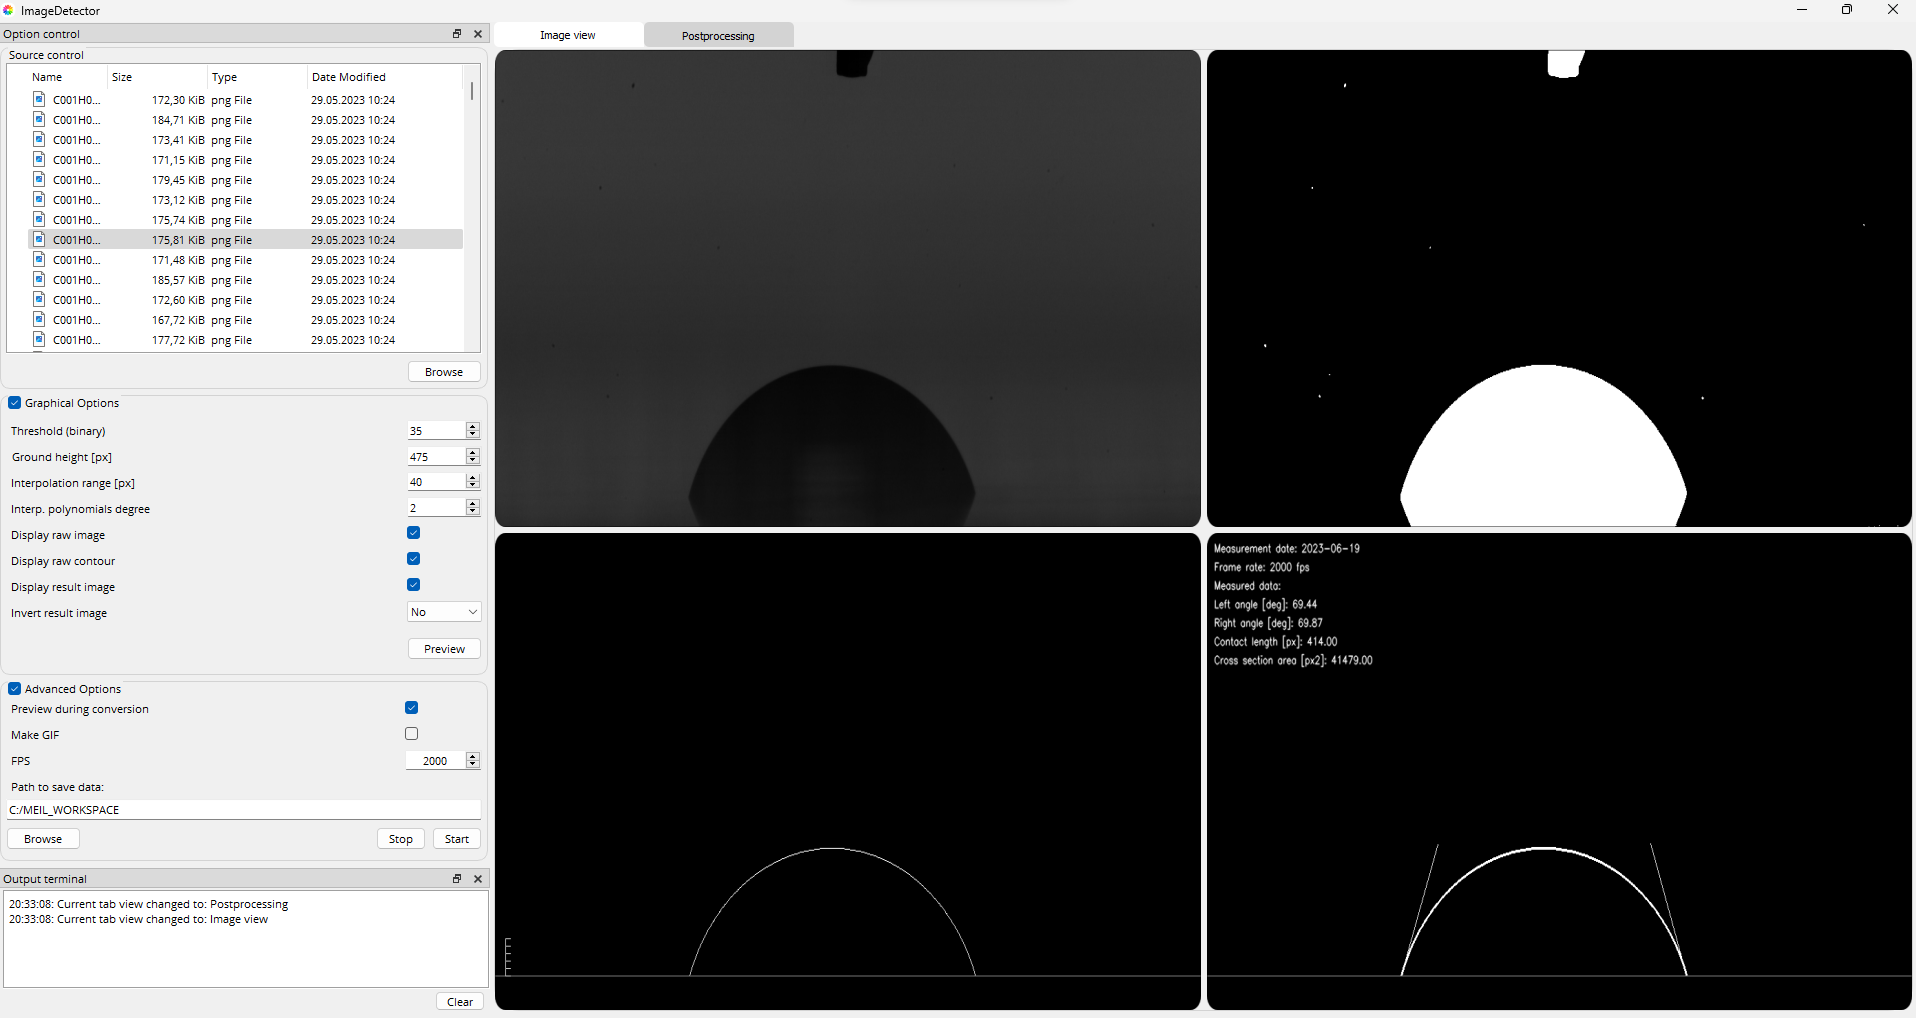 ImageDetector
Option control
Source control
Name Size Type Date Modified
C001H0... 172,30 KiB png File 29.05.2023 10:24
C001H0... 184,71 KiB png File 29.05.2023 10:24
C001H0... 173,41 KiB png File 29.05.2023 10:24
C001H0... 171,15 KiB png File 29.05.2023 10:24
C001H0... 179,45 KiB png File 29.05.2023 10:24
C001H0... 173,12 KiB png File 29.05.2023 10:24
C001H0... 175,74 KiB png File 29.05.2023 10:24
C001H0... 175,81 KiB png File 29.05.2023 10:24
C001H0... 171,48 KiB png File 29.05.2023 10:24
C001H0... 185,57 KiB png File 29.05.2023 10:24
C001H0... 172,60 KiB png File 29.05.2023 10:24
C001H0... 167,72 KiB png File 29.05.2023 10:24
C001H0... 177,72 KiB png File 29.05.2023 10:24
Browse
Graphical Options
Threshold (binary) 35
Ground height [px] 475
Interpolation range [px] 40
Interp. polynomials degree 2
Display raw image
Display raw contour
Display result image
Invert result image No
Preview
Advanced Options
Preview during conversion
Make GIF
FPS 2000
Path to save data:
C:/MEIL_WORKSPACE
Browse Stop Start
Output terminal
20:33:08: Current tab view changed to: Postprocessing
20:33:08: Current tab view changed to: Image view
Clear
Image view Postprocessing
Measurement date: 2023-06-19
Frame rate: 2000 fps
Measured data:
Left angle [deg]: 69.44
Right angle [deg]: 69.87
Contact length [px]: 414.00
Cross section area [px2]: 41479.00